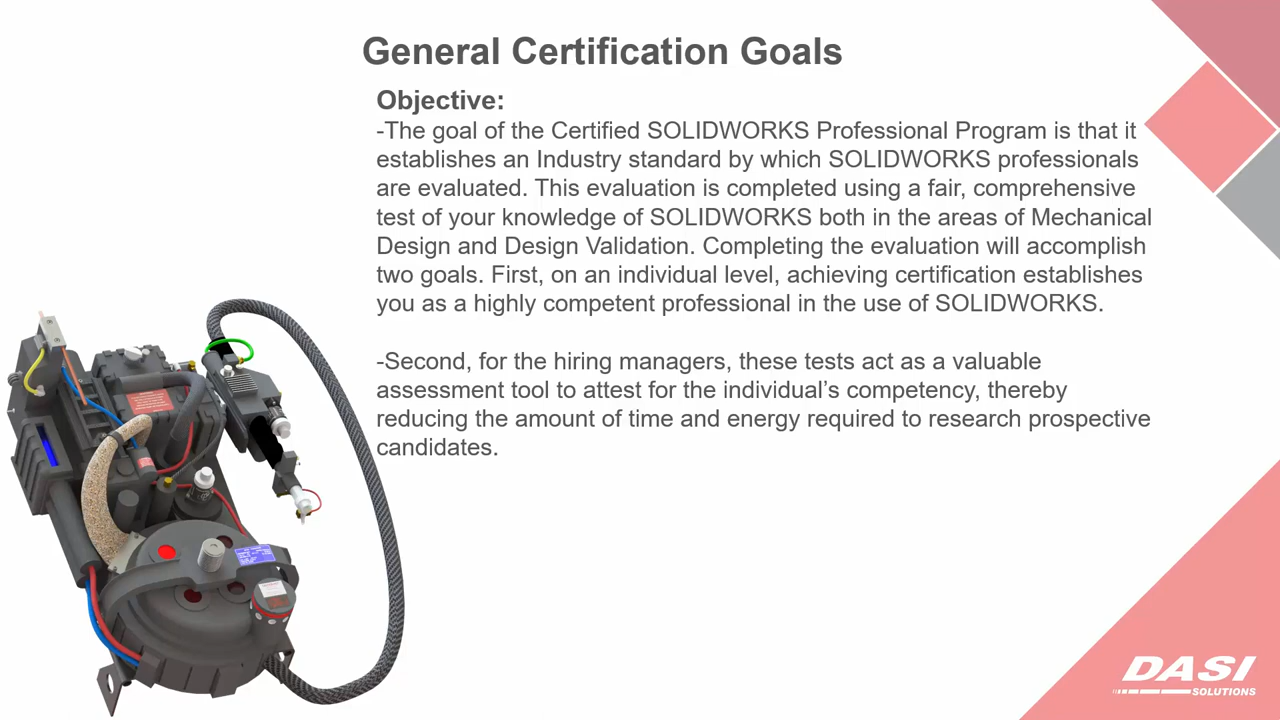 General Certification Goals
Objective:
-The goal of the Certified SOLIDWORKS Professional Program is that it
establishes an Industry standard by which SOLIDWORKS professionals
are evaluated. This evaluation is completed using a fair, comprehensive
test of your knowledge of SOLIDWORKS both in the areas of Mechanical
Design and Design Validation. Completing the evaluation will accomplish
two goals. First, on an individual level, achieving certification establishes
you as a highly competent professional in the use of SOLIDWORKS.
-Second, for the hiring managers, these tests act as a valuable
assessment tool to attest for the individual’s competency, thereby
reducing the amount of time and energy required to research prospective
candidates.
DASI
SOLUTIONS